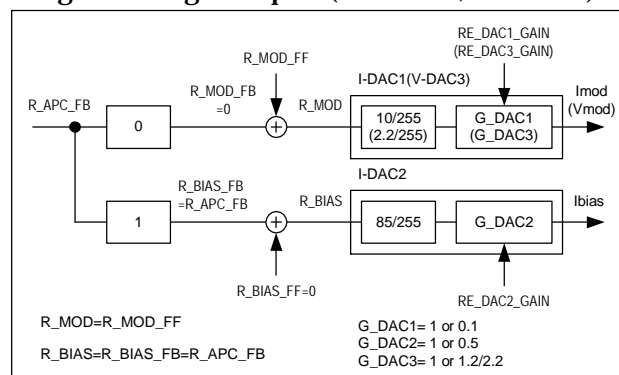 RE_DAC1_GAIN
(RE_DAC3_GAIN)
R_MOD_FF
I-DAC1(V-DAC3)
Imod
(Vmod)
R_MOD_FB
=0
R_MOD
R_APC_FB
0
10/255
(2.2/255)
G_DAC1
(G_DAC3)
I-DAC2
R_BIAS_FB
=R_APC_FB
R_BIAS
Ibias
1
85/255
G_DAC2
R_BIAS_FF=0
RE_DAC2_GAIN
R_MOD=R_MOD_FF
R_BIAS=R_BIAS_FB=R_APC_FB
G_DAC1= 1 or 0.1
G_DAC2= 1 or 0.5
G_DAC3= 1 or 1.2/2.2